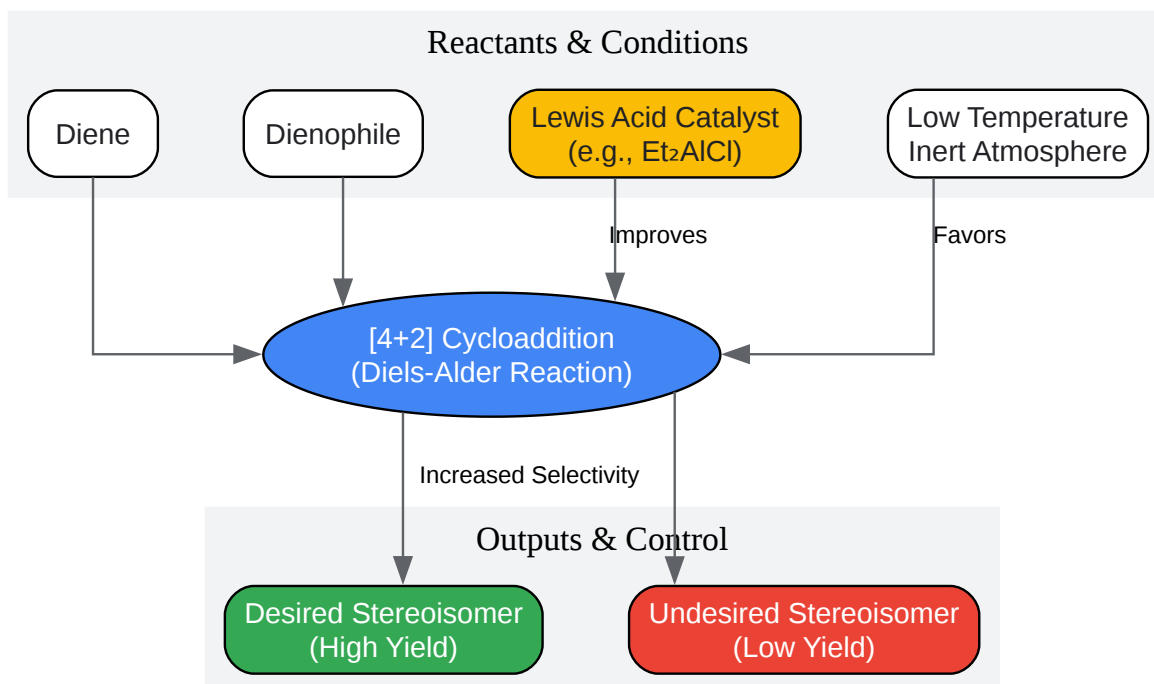 Reactants & Conditions
Diene
Dienophile
Lewis Acid Catalyst
(e.g., Et₂AlCl)
Low Temperature
Inert Atmosphere
Improves
Favors
[4+2] Cycloaddition
(Diels-Alder Reaction)
Increased Selectivity
Outputs & Control
Desired Stereoisomer
(High Yield)
Undesired Stereoisomer
(Low Yield)